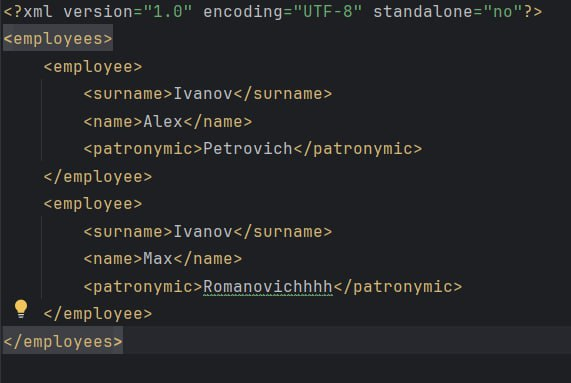 <?xml version="1.0" encoding="UTF-8" standalone="no"?>
<employees>
    <employee>
        <surname>Ivanov</surname>
        <name>Alex</name>
        <patronymic>Petrovich</patronymic>
    </employee>
    <employee>
        <surname>Ivanov</surname>
        <name>Max</name>
        <patronymic>Romanovichhhh</patronymic>
    </employee>
</employees>